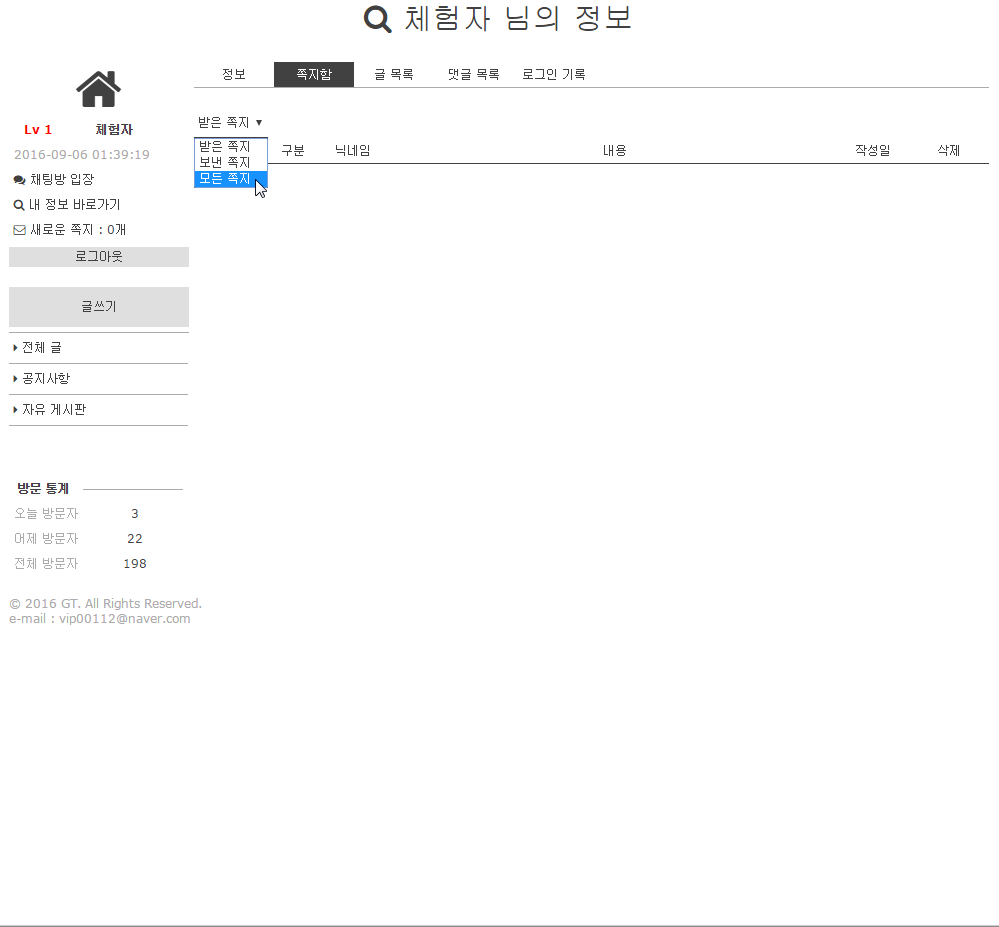 체험자 님의 정보
정보 쪽지함 글 목록 댓글 목록 로그인 기록
Lv 1 체험자
2016-09-06 01:39:19
채팅방 입장
내 정보 바로가기
새로운 쪽지 : 0개
로그아웃
글쓰기
전체 글
공지사항
자유 게시판
방문 통계
오늘 방문자 3
어제 방문자 22
전체 방문자 198
© 2016 GT. All Rights Reserved.
e-mail : vip00112@naver.com
받은 쪽지 ▼
받은 쪽지
보낸 쪽지
모든 쪽지
구분 닉네임 내용 작성일 삭제